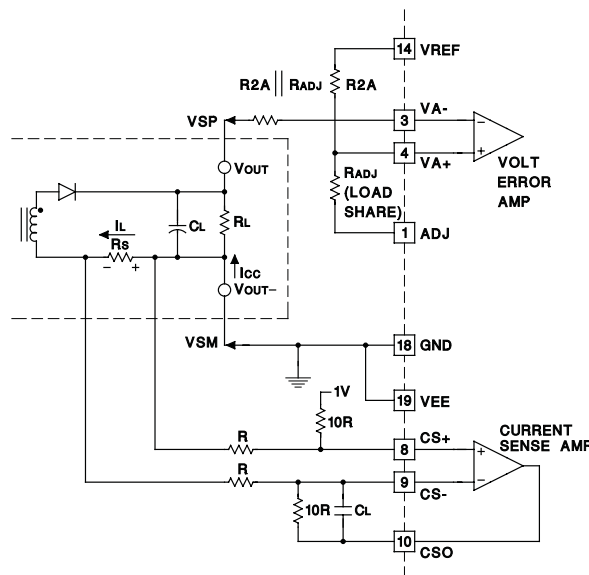 14 VREF
R2A || RADJ R2A
VSP
3 VA-
−
4 VA+
+
VOLT
ERROR
AMP
VOUT
RADJ
(LOAD
SHARE)
1 ADJ
IL
CL
RL
RS
− +
ICC
VOUT−
VSM
18 GND
19 VEE
1V
10R
CURRENT
SENSE AMP
R
8 CS+
+
R
9 CS-
−
10R CL
10 CSO